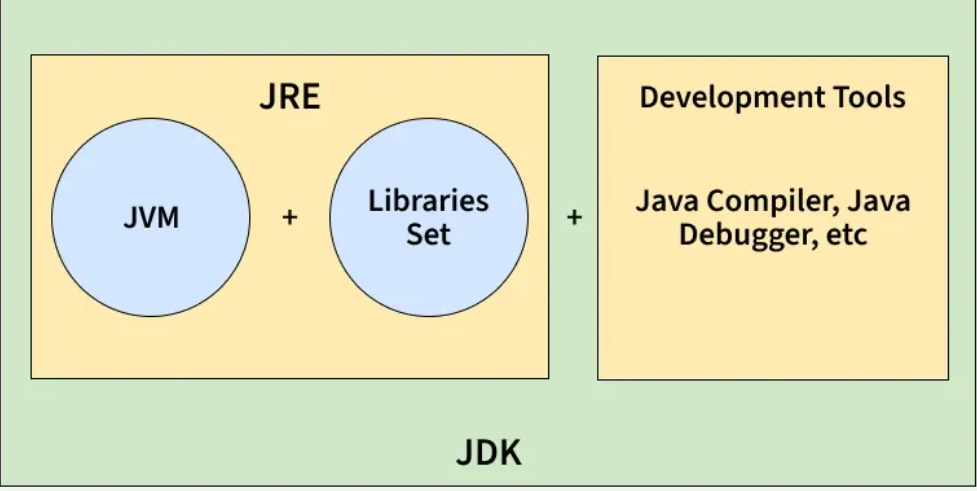 JRE
JVM
+
Libraries
Set
+
Development Tools
Java Compiler, Java
Debugger, etc
JDK